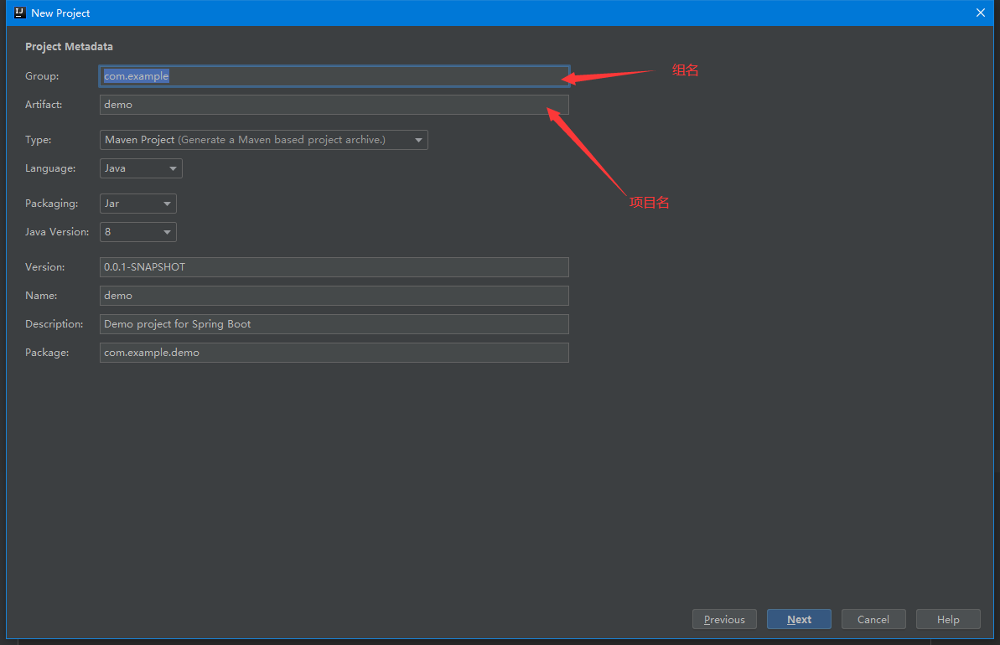 New Project
Project Metadata
Group: com.example
组名
Artifact: demo
Type: Maven Project (Generate a Maven based project archive.)
Language: Java
项目名
Packaging: Jar
Java Version: 8
Version: 0.0.1-SNAPSHOT
Name: demo
Description: Demo project for Spring Boot
Package: com.example.demo
Previous Next Cancel Help